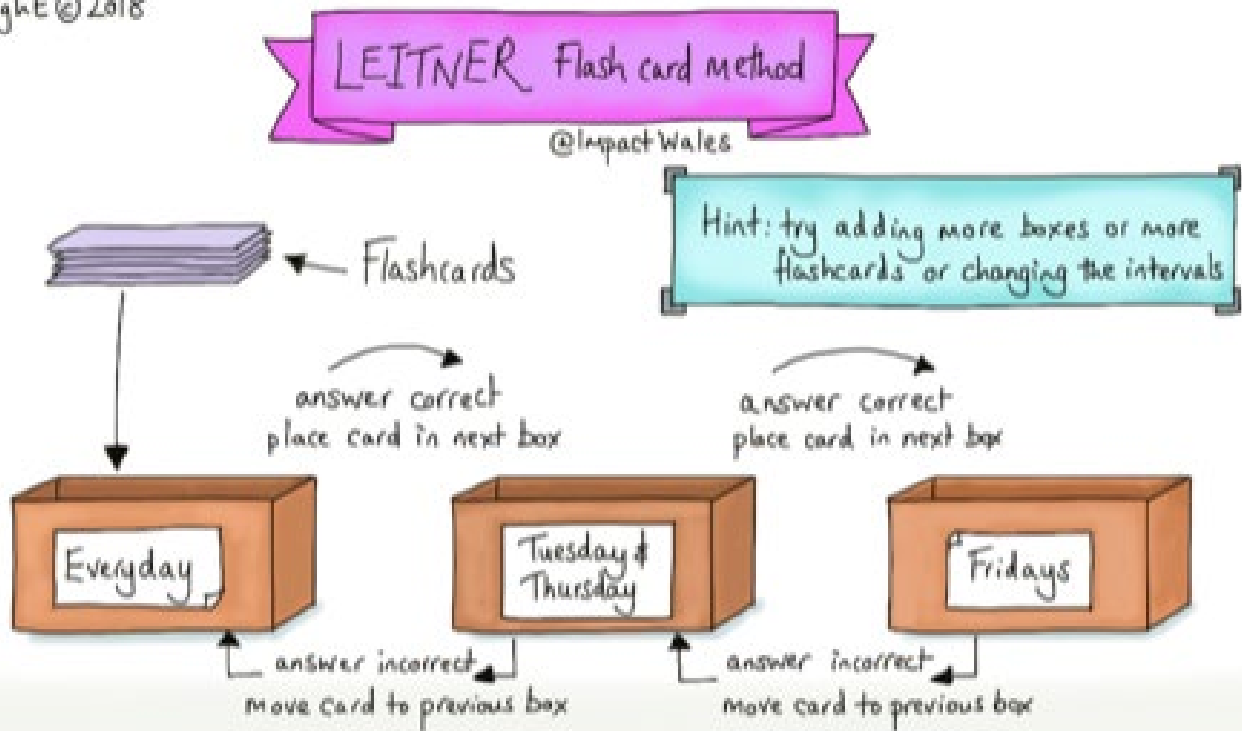 © 2018
LEITNER Flash card method
@ImpactWales
Hint: try adding more boxes or more
flashcards or changing the intervals
Flashcards
answer correct
place card in next box
answer correct
place card in next box
Everyday
Tuesday &
Thursday
Fridays
answer incorrect
move card to previous box
answer incorrect
move card to previous box